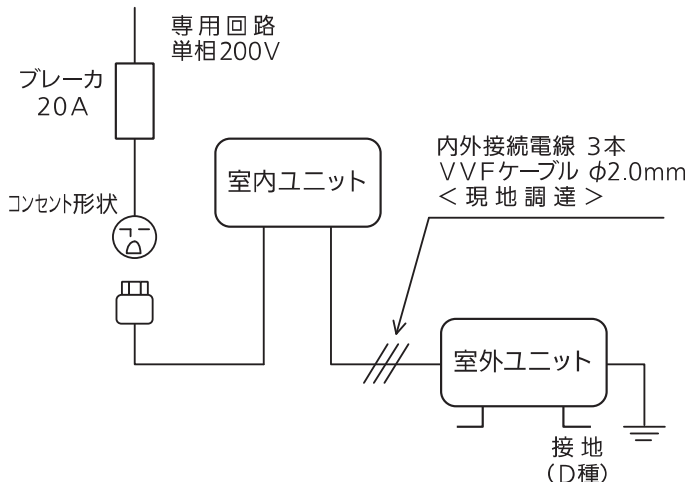 専用回路
単相200V
ブレーカ
20A
コンセント形状
室内ユニット
内外接続電線 3本
VVFケーブル φ2.0mm
<現地調達>
室外ユニット
接地
(D種)